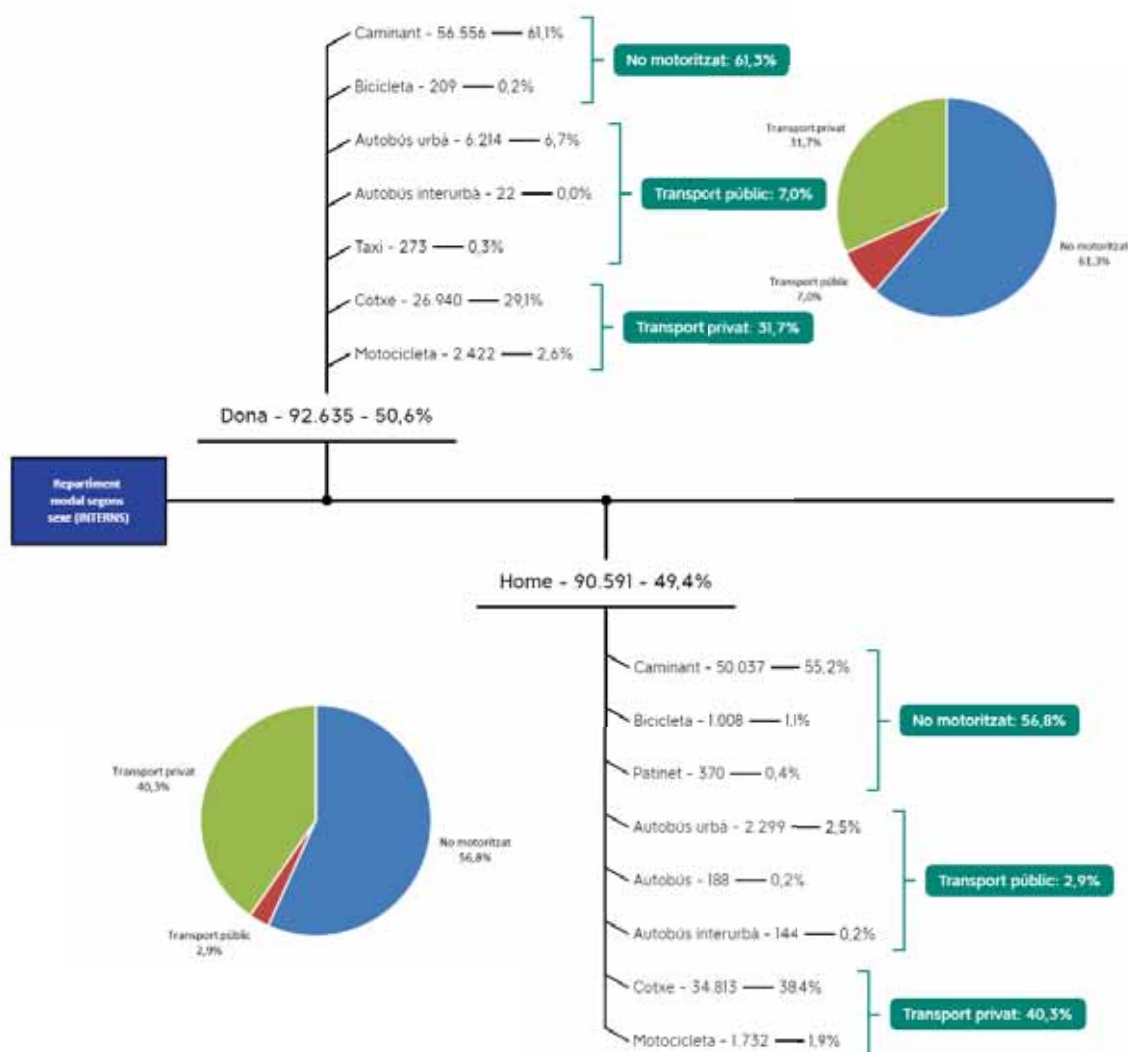 Caminant - 56.556 — 61,1%
Bicicleta - 209 — 0,2%
No motoritzat: 61,3%
Autobús urbà - 6.214 — 6,7%
Autobús interurbà - 22 — 0,0%
Taxi - 273 — 0,3%
Transport públic: 7,0%
Cotxe - 26.940 — 29,1%
Motocicleta - 2.422 — 2,6%
Transport privat: 31,7%
Transport privat
31,7%
Transport públic
7,0%
No motoritzat
61,3%
Dona - 92.635 - 50,6%
Repartiment
modal segons
sexe (INTERNS)
Home - 90.591 - 49,4%
Caminant - 50.037 — 55,2%
Bicicleta - 1.008 — 1,1%
Patinet - 370 — 0,4%
No motoritzat: 56,8%
Autobús urbà - 2.299 — 2,5%
Autobús - 188 — 0,2%
Autobús interurbà - 144 — 0,2%
Transport públic: 2,9%
Cotxe - 34.813 — 38,4%
Motocicleta - 1.732 — 1,9%
Transport privat: 40,3%
Transport privat
40,3%
No motoritzat
56,8%
Transport públic
2,9%